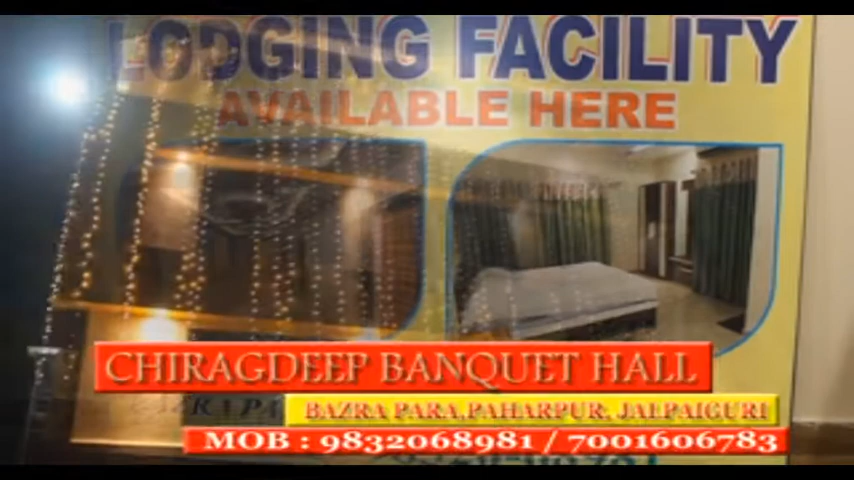 LODGING FACILITY
AVAILABLE HERE
CHIRAGDEEP BANQUET HALL
BAZRA PARA,PAHARPUR, JALPAIGURI
MOB : 9832068981 / 7001606783